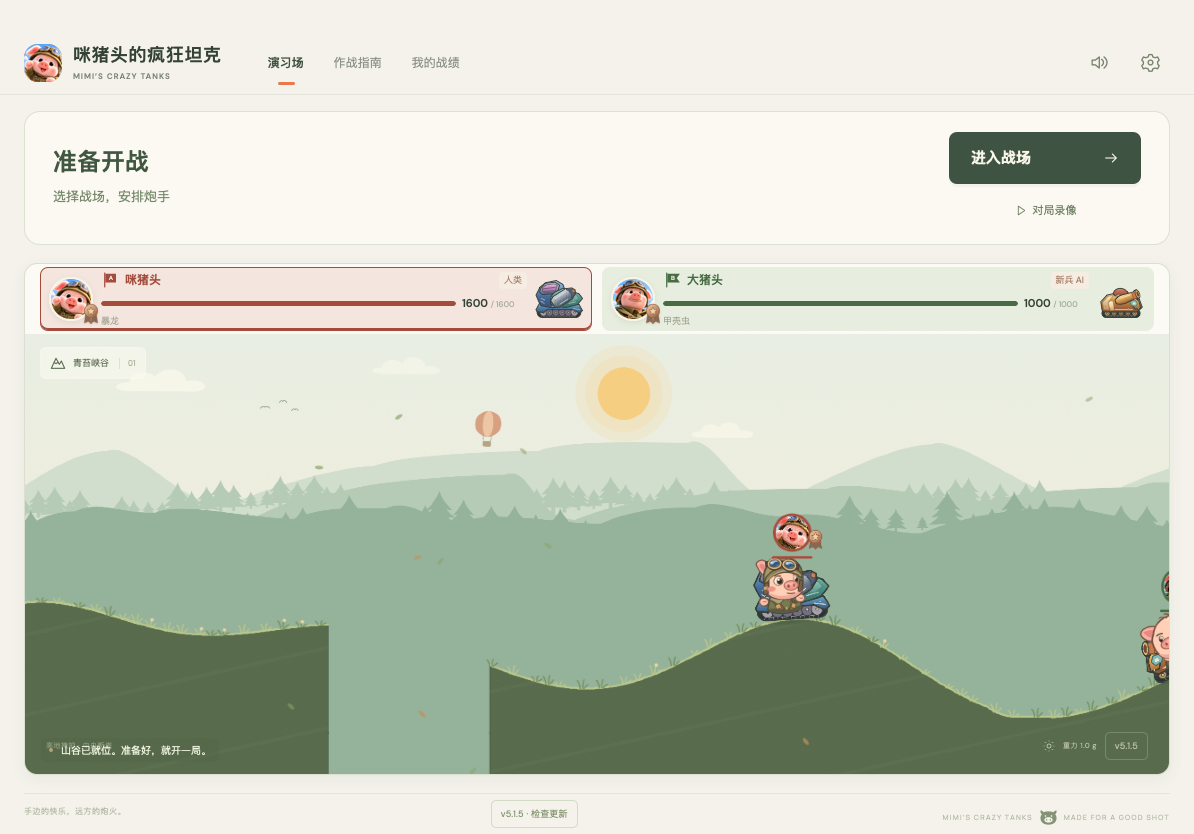 咪猪头的疯狂坦克
MIMI'S CRAZY TANKS
演习场
作战指南
我的战绩
准备开战
选择战场，安排炮手
进入战场
对局录像
A 咪猪头
人类
1600 / 1600
暴龙
B 大猪头
新兵 AI
1000 / 1000
甲壳虫
青苔峡谷 01
山谷已就位。准备好，就开一局。
重力 1.0 g
v5.1.5
手边的快乐，远方的炮火。
v5.1.5 · 检查更新
MIMI'S CRAZY TANKS
MADE FOR A GOOD SHOT